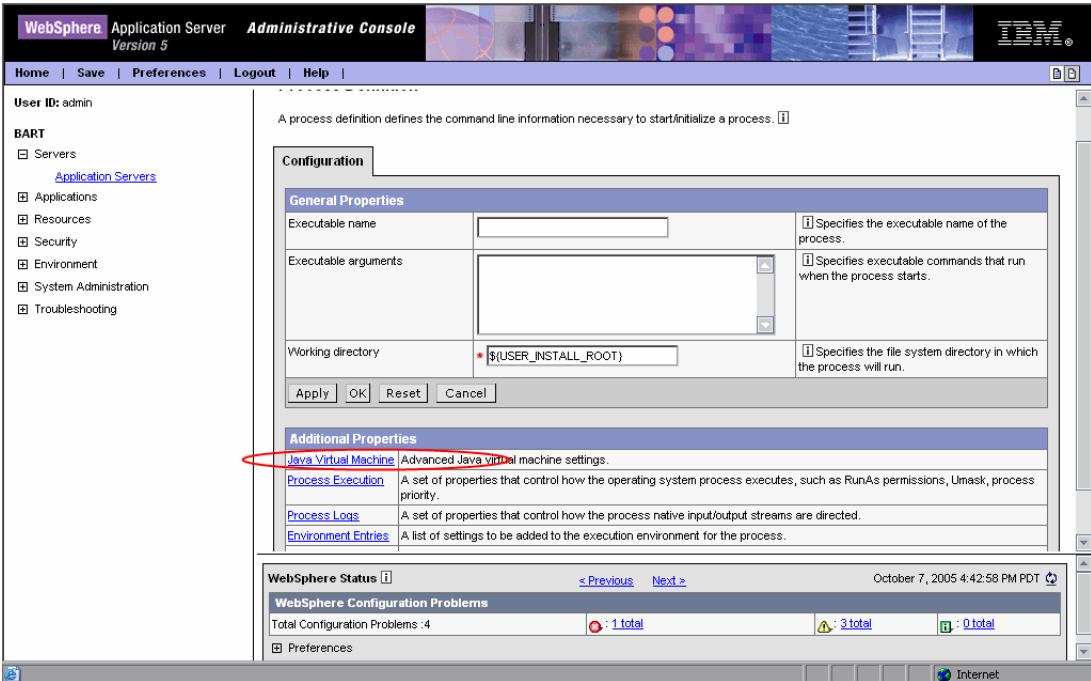 WebSphere Application Server Administrative Console
Version 5
IBM
Home | Save | Preferences | Logout | Help |
User ID: admin
BART
Servers
Application Servers
Applications
Resources
Security
Environment
System Administration
Troubleshooting
Process Definition
A process definition defines the command line information necessary to start/initialize a process. i
Configuration
General Properties
Executable name
i Specifies the executable name of the
process.
Executable arguments
i Specifies executable commands that run
when the process starts.
Working directory
* ${USER_INSTALL_ROOT}
i Specifies the file system directory in which
the process will run.
Apply OK Reset Cancel
Additional Properties
Java Virtual Machine Advanced Java virtual machine settings.
Process Execution A set of properties that control how the operating system process executes, such as RunAs permissions, Umask, process
priority.
Process Logs A set of properties that control how the process native input/output streams are directed.
Environment Entries A list of settings to be added to the execution environment for the process.
WebSphere Status i < Previous Next > October 7, 2005 4:42:58 PM PDT
WebSphere Configuration Problems
Total Configuration Problems :4 : 1 total : 3 total : 0 total
Preferences
Internet